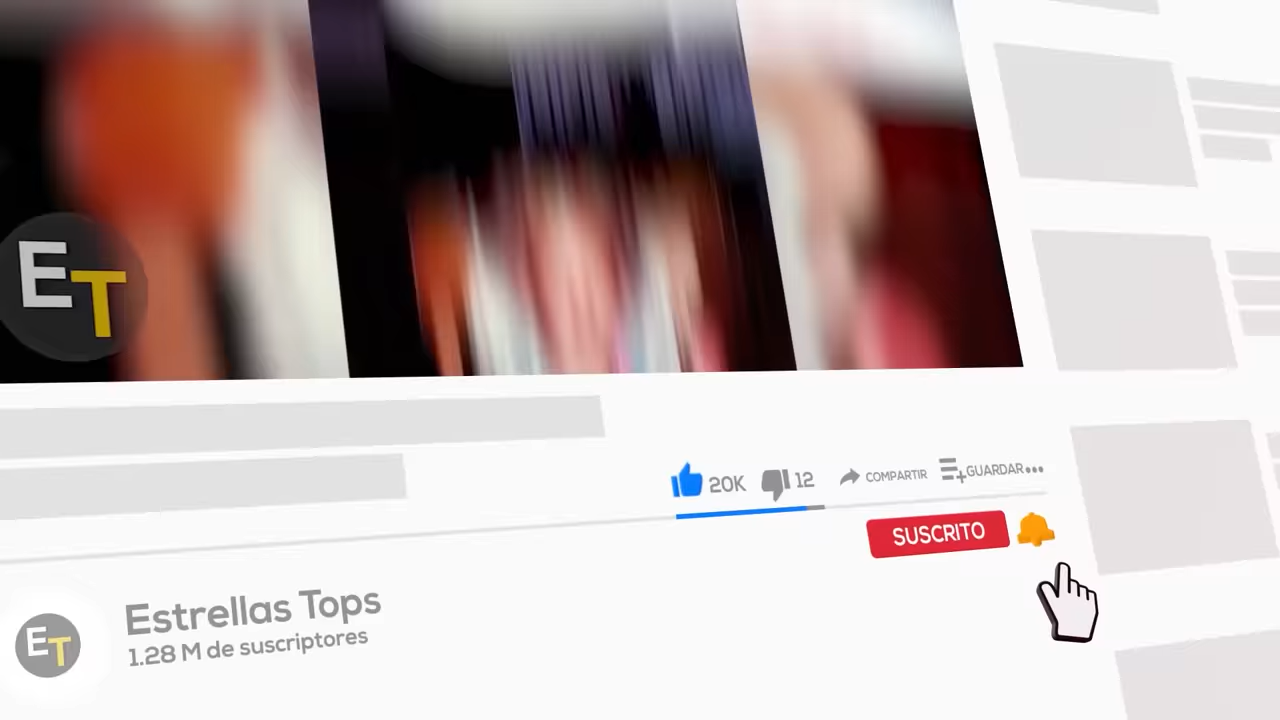 ET
20K
12
COMPARTIR
GUARDAR
SUSCRITO
ET
Estrellas Tops
1.28 M de suscriptores